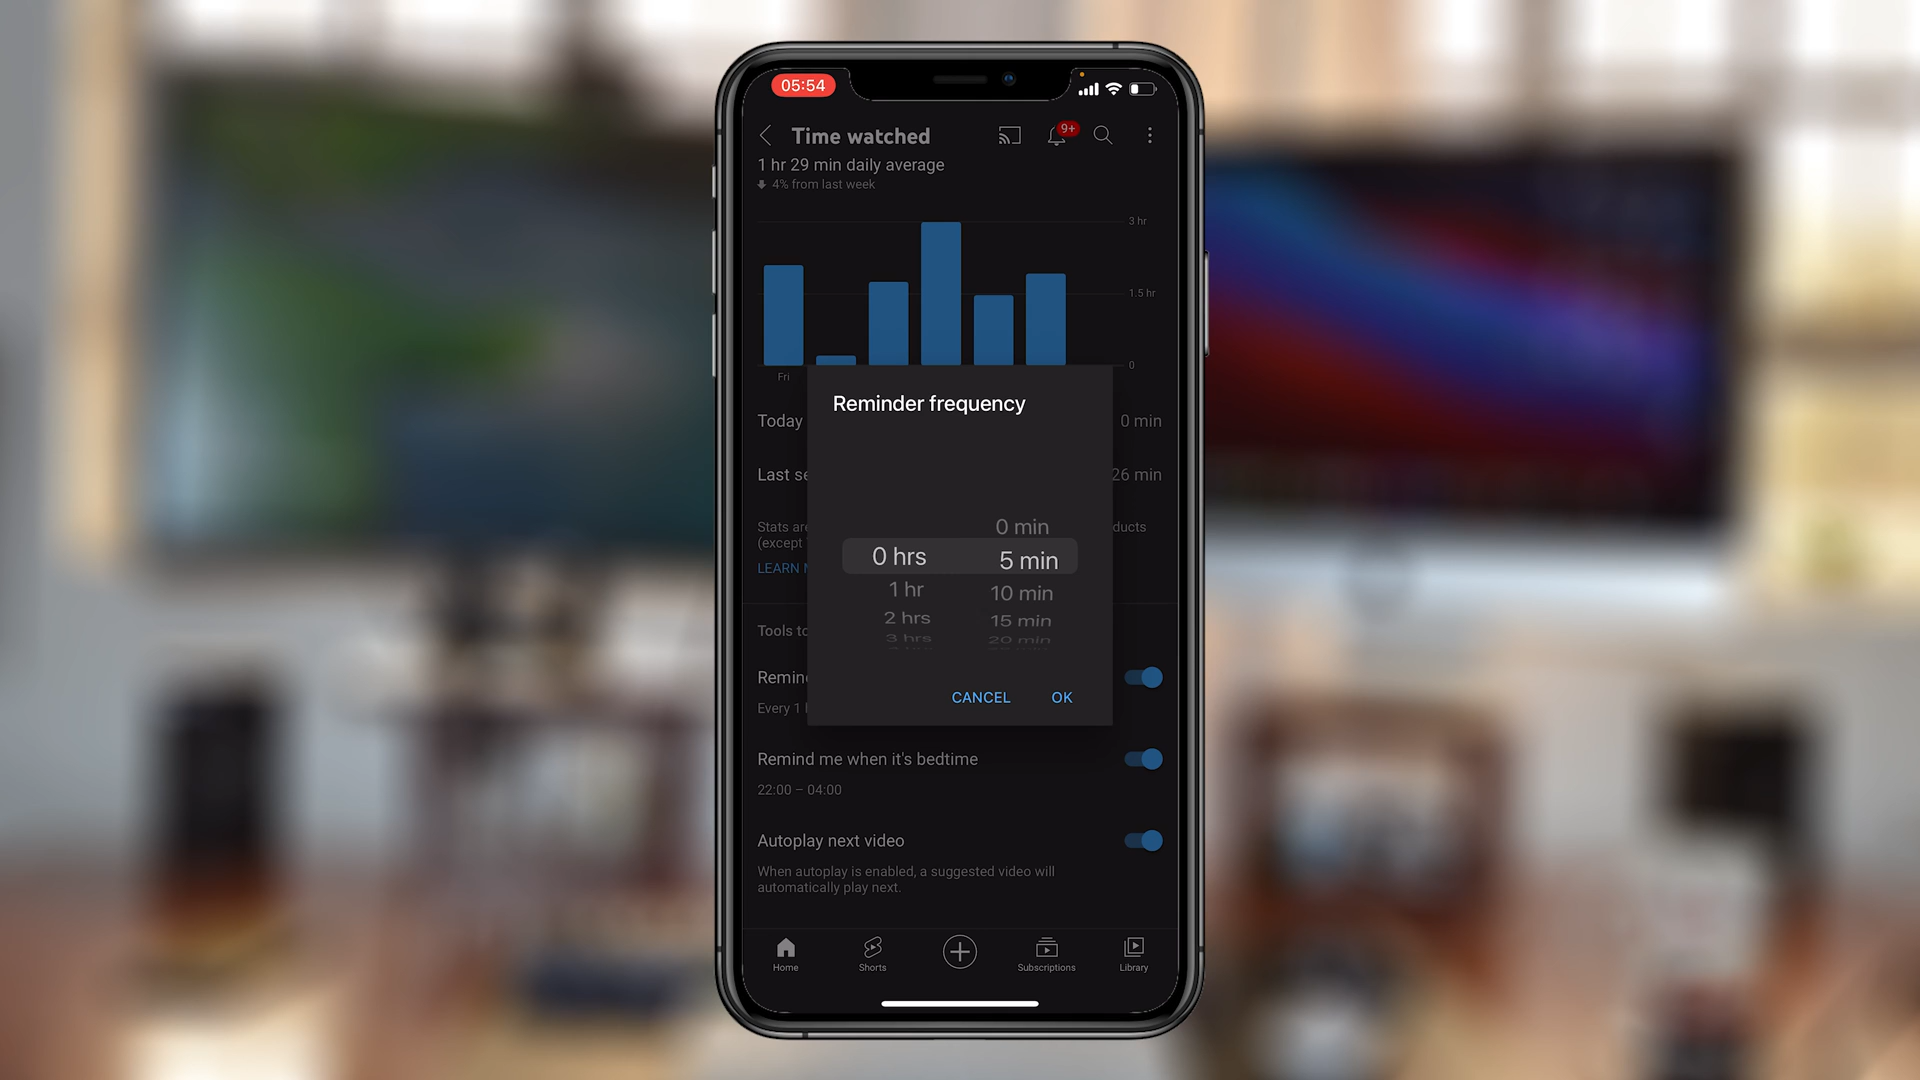 05:54
Time watched
9+
1 hr 29 min daily average
4% from last week
3 hr
1.5 hr
0
Fri
Reminder frequency
Today
0 min
Last se
26 min
Stats are
ducts
(except
LEARN
0 min
0 hrs
5 min
1 hr
10 min
2 hrs
15 min
3 hrs
20 min
Tools to
Remin
Every 1
CANCEL
OK
Remind me when it's bedtime
22:00 – 04:00
Autoplay next video
When autoplay is enabled, a suggested video will
automatically play next.
Home
Shorts
Subscriptions
Library